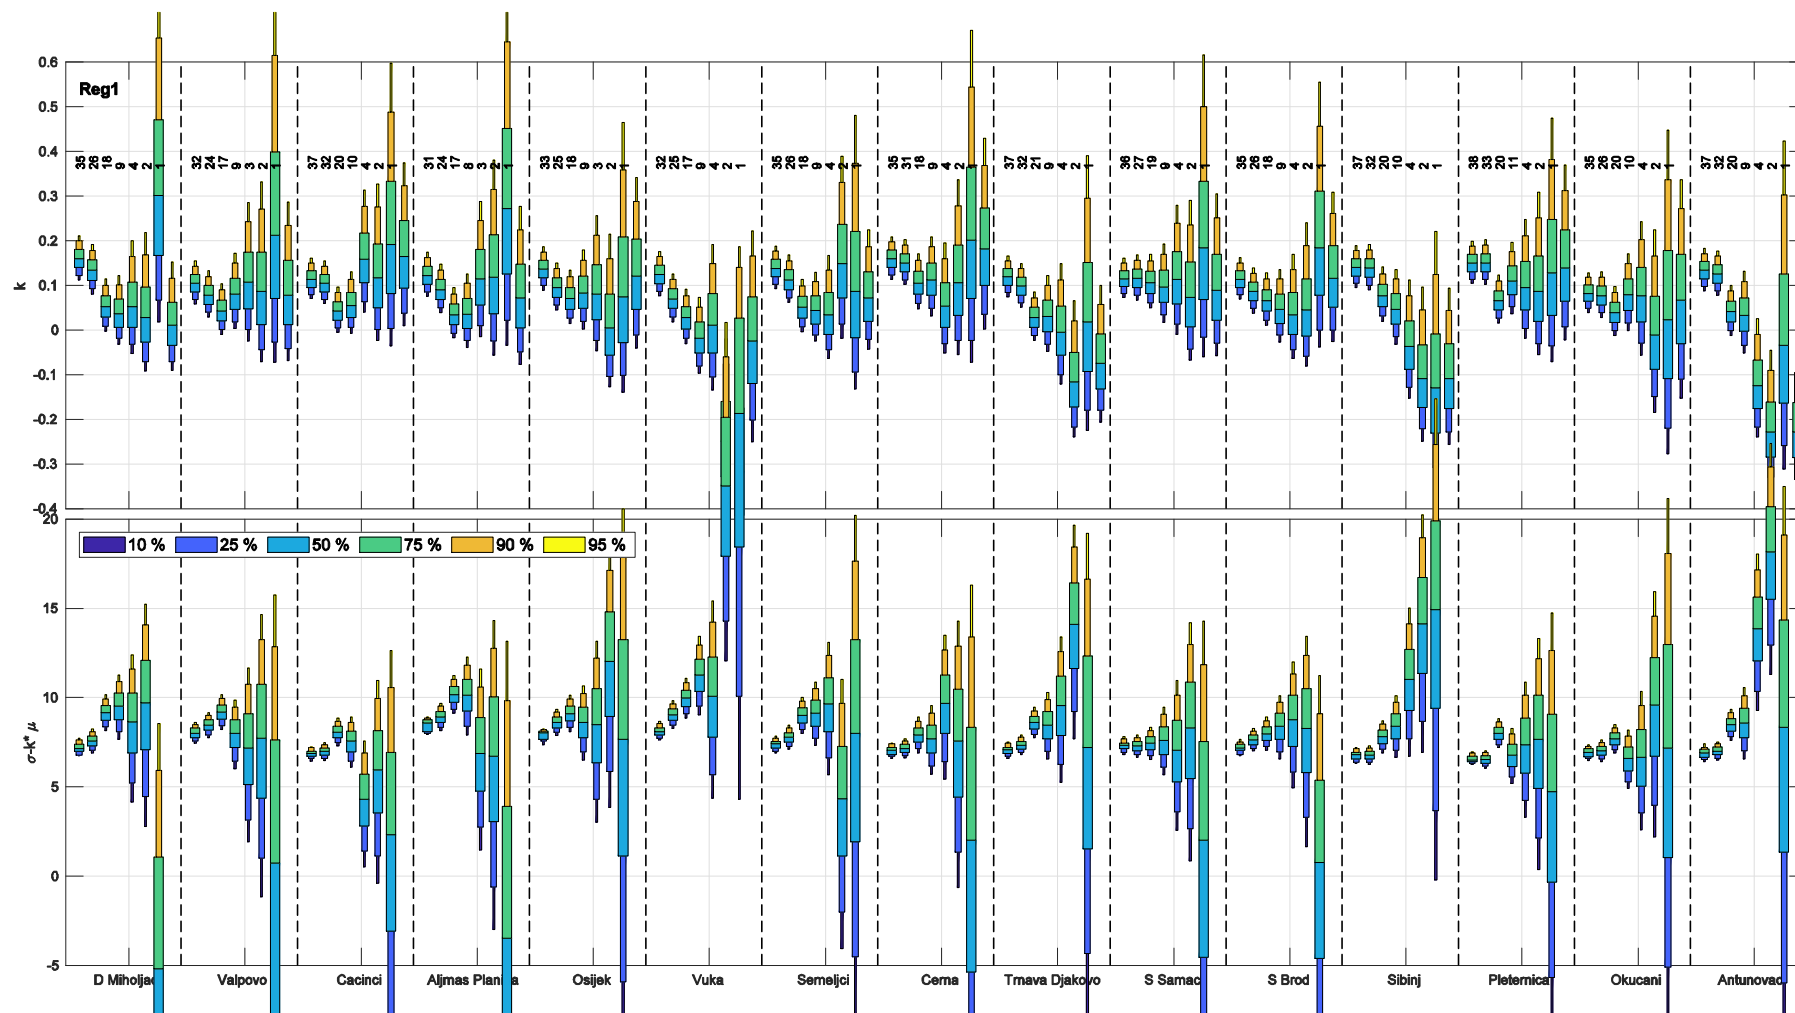 0.6
Reg1
0.5
0.4
35 26 18 9 4 2 1 32 24 17 9 3 2 1 37 32 20 10 4 2 1 31 24 17 8 3 2 1 33 25 18 9 3 2 1 32 25 17 9 4 2 1 35 26 18 9 4 2 1 35 31 18 9 4 2 1 37 32 21 9 4 2 1 36 27 19 9 4 2 1 35 26 18 9 4 2 1 37 32 20 10 4 2 1 38 33 20 11 4 2 1 35 26 20 10 4 2 1 37 32 20 9 4 2 1
0.3
0.2
k
0.1
0
-0.1
-0.2
-0.3
-0.4
20
10 % 25 % 50 % 75 % 90 % 95 %
15
10
σ-k* μ
5
0
-5
D Miholjac Valpovo Cacinci Aljmas Planina Osijek Vuka Semeljci Cerna Trnava Djakovo S Samac S Brod Sibinj Pleternica Okucani Antunovac